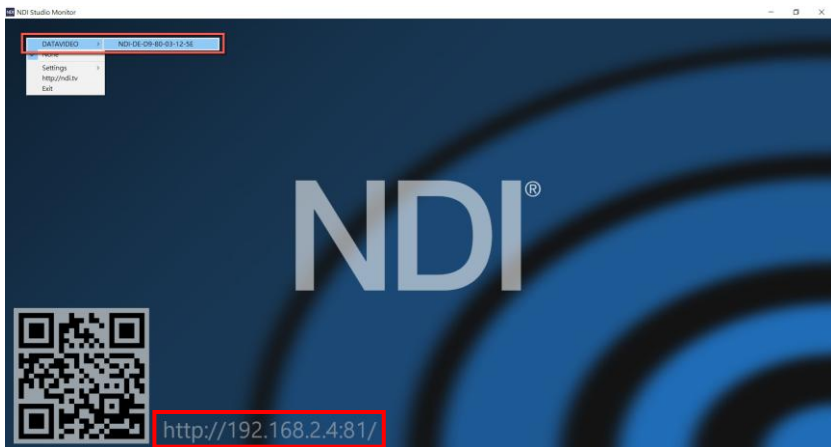 NDI NDI Studio Monitor
DATAVIDEO NDI-DE-D9-80-03-12-5E
None
Settings
http://ndi.tv
Exit
NDI®
http://192.168.2.4:81/